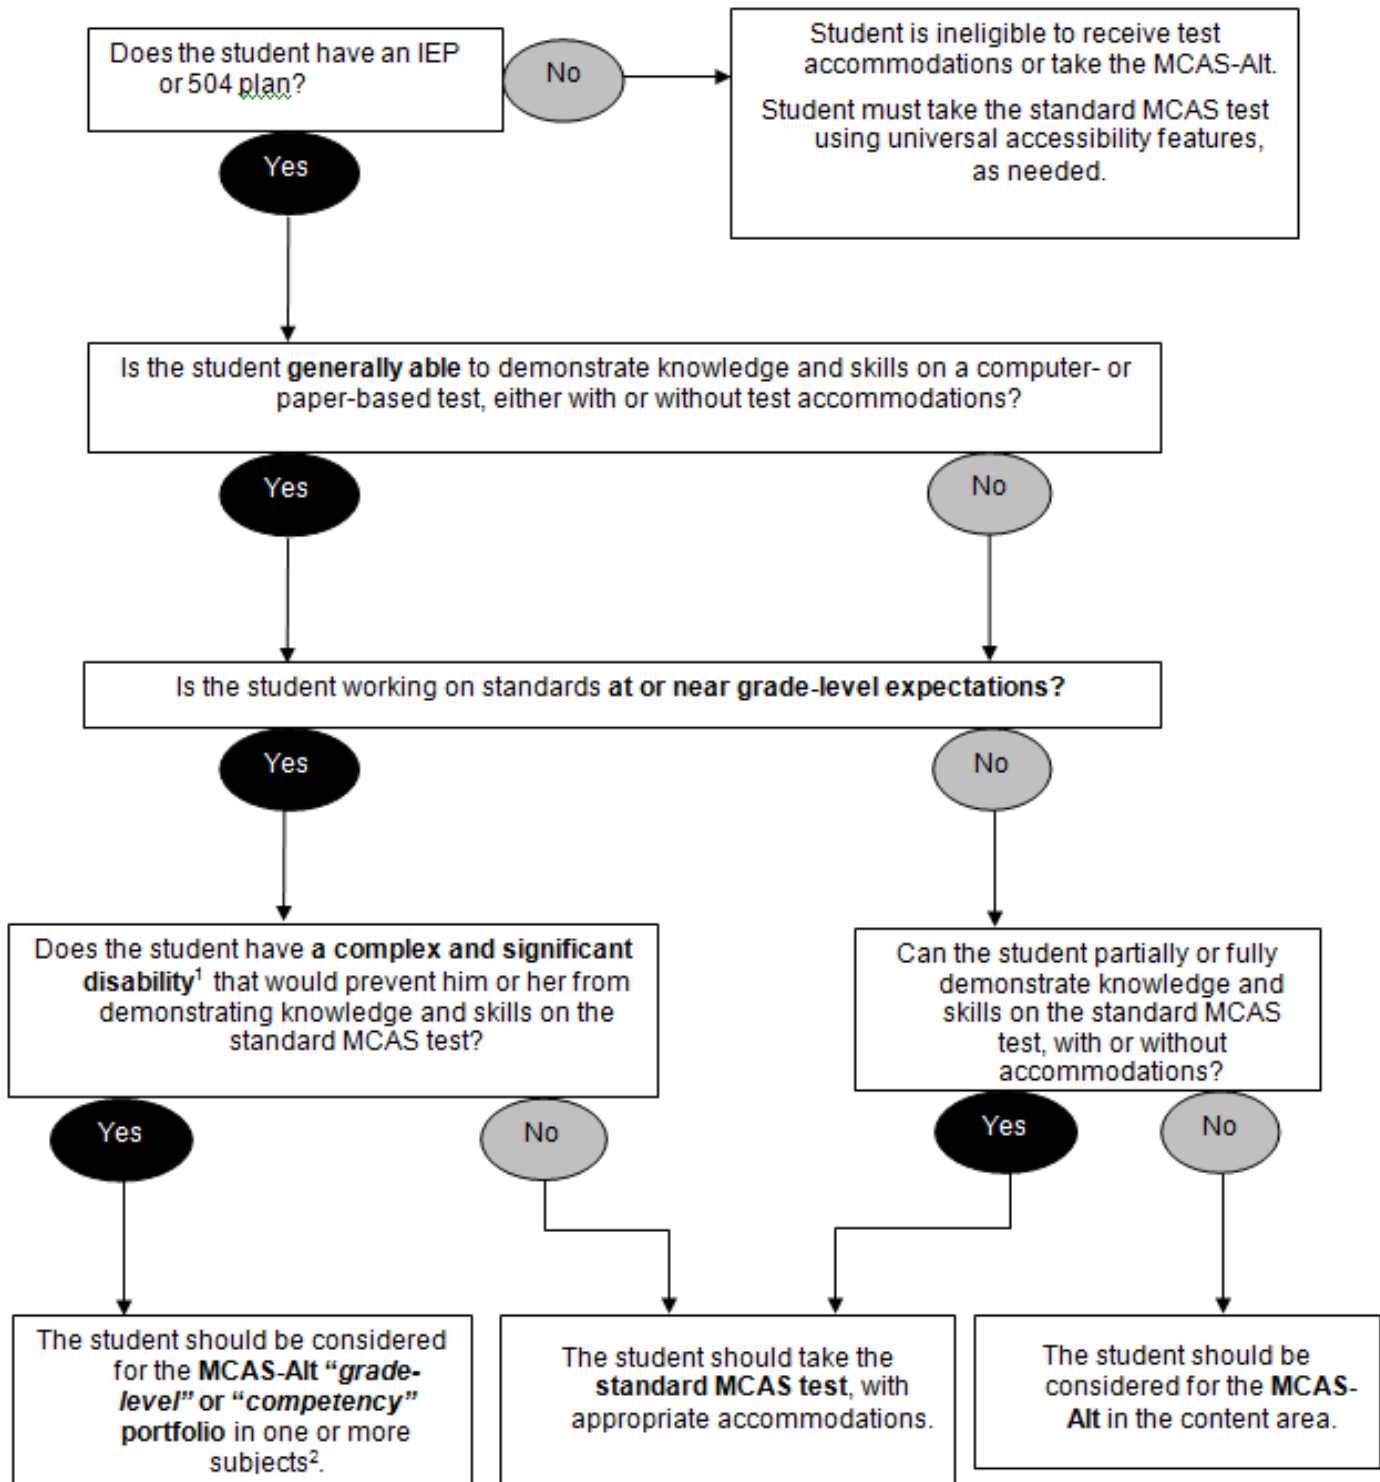 Does the student have an IEP
or 504 plan?
No
Student is ineligible to receive test
accommodations or take the MCAS-Alt.
Student must take the standard MCAS test
using universal accessibility features,
as needed.
Yes
Is the student generally able to demonstrate knowledge and skills on a computer- or
paper-based test, either with or without test accommodations?
Yes
No
Is the student working on standards at or near grade-level expectations?
Yes
No
Does the student have a complex and significant
disability¹ that would prevent him or her from
demonstrating knowledge and skills on the
standard MCAS test?
Can the student partially or fully
demonstrate knowledge and
skills on the standard MCAS
test, with or without
accommodations?
Yes
No
Yes
No
The student should be considered
for the MCAS-Alt “grade-
level” or “competency”
portfolio in one or more
subjects².
The student should take the
standard MCAS test, with
appropriate accommodations.
The student should be
considered for the MCAS-
Alt in the content area.